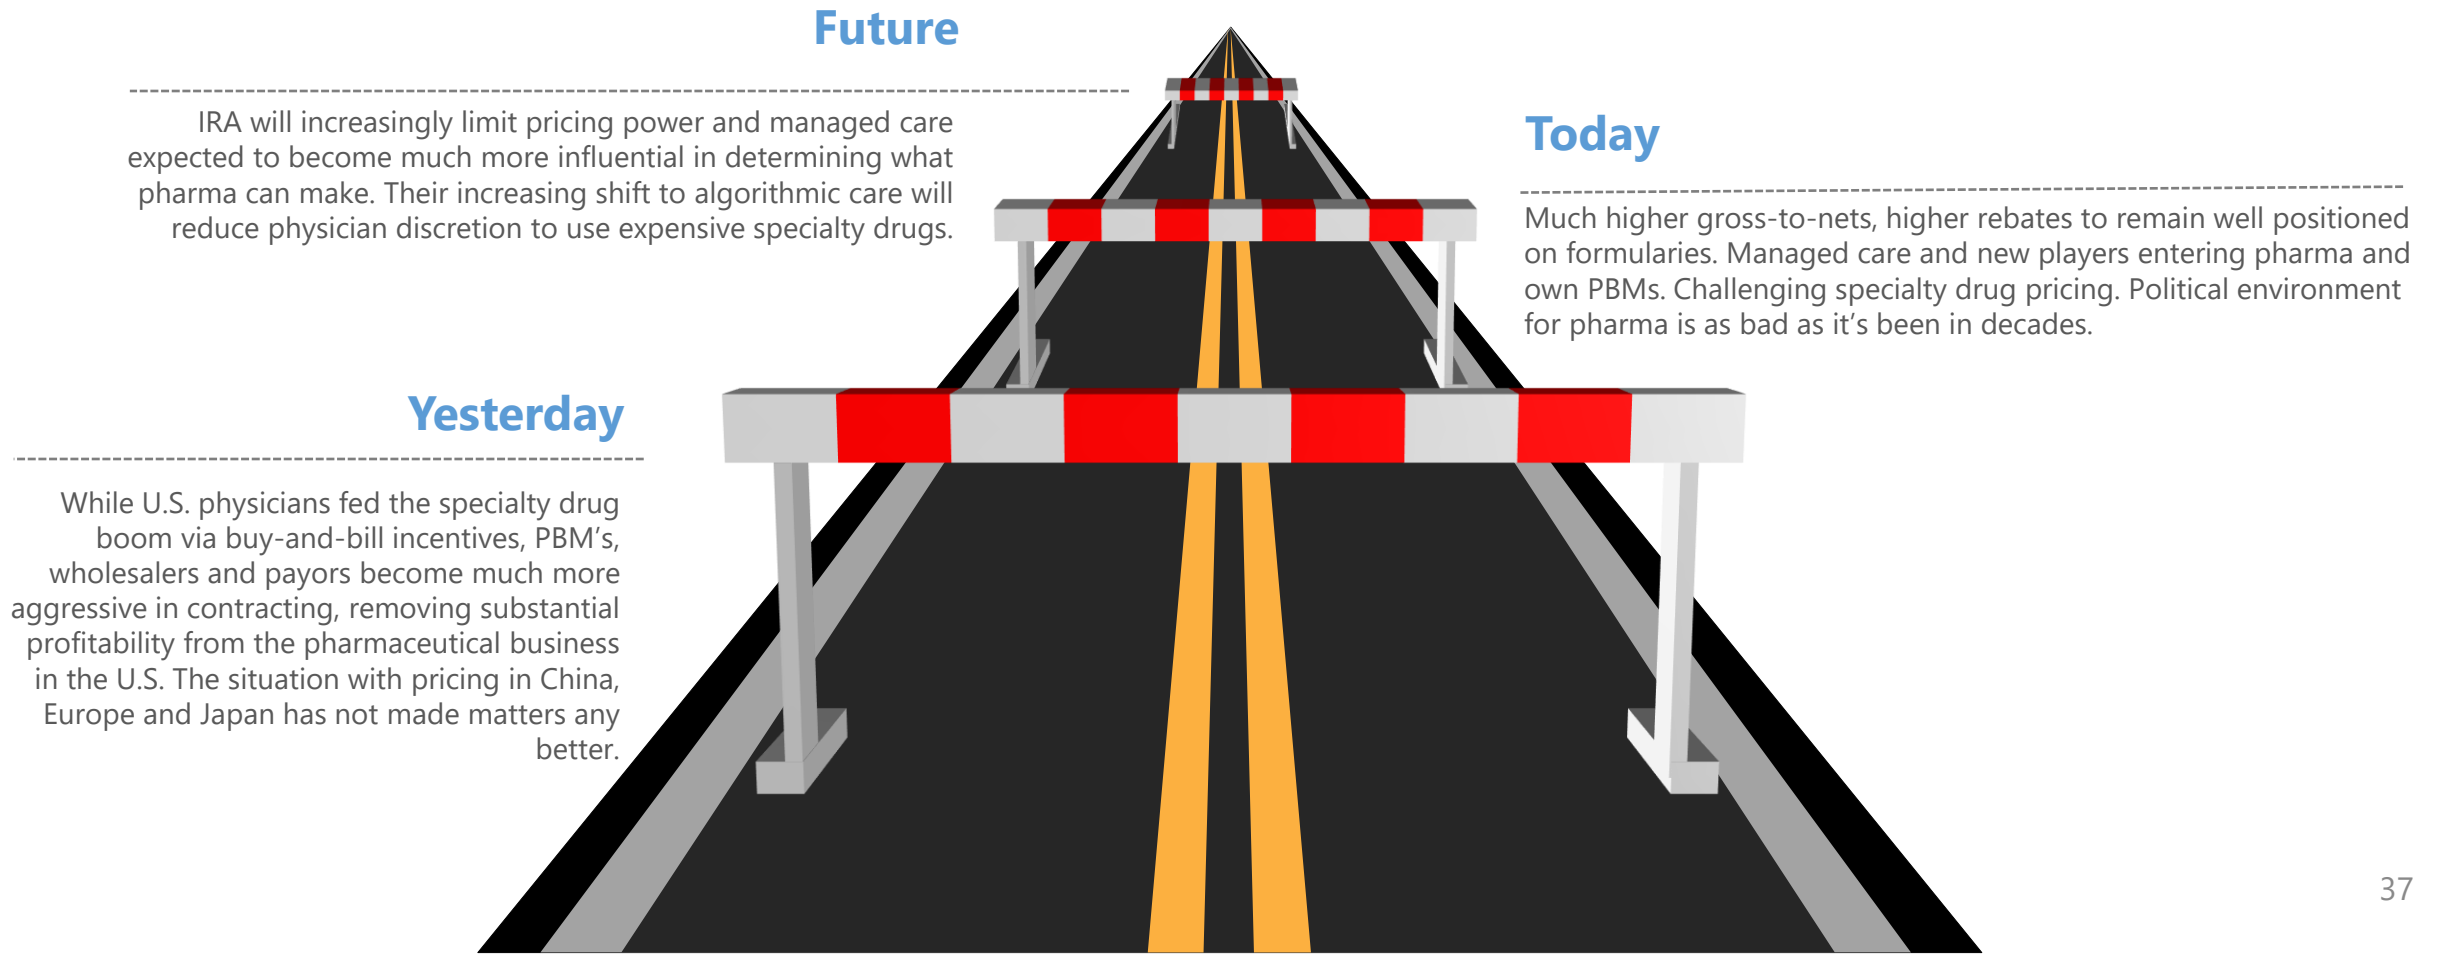 Future
IRA will increasingly limit pricing power and managed care
expected to become much more influential in determining what
pharma can make. Their increasing shift to algorithmic care will
reduce physician discretion to use expensive specialty drugs.
Today
Much higher gross-to-nets, higher rebates to remain well positioned
on formularies. Managed care and new players entering pharma and
own PBMs. Challenging specialty drug pricing. Political environment
for pharma is as bad as it’s been in decades.
Yesterday
While U.S. physicians fed the specialty drug
boom via buy-and-bill incentives, PBM’s,
wholesalers and payors become much more
aggressive in contracting, removing substantial
profitability from the pharmaceutical business
in the U.S. The situation with pricing in China,
Europe and Japan has not made matters any
better.
37